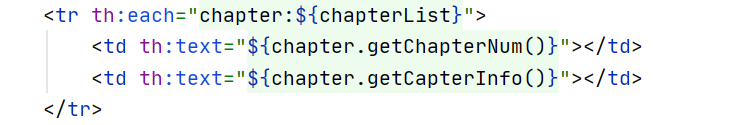 <tr th:each="chapter:${chapterList}">
<td th:text="${chapter.getChapterNum()}"></td>
<td th:text="${chapter.getCapterInfo()}"></td>
</tr>